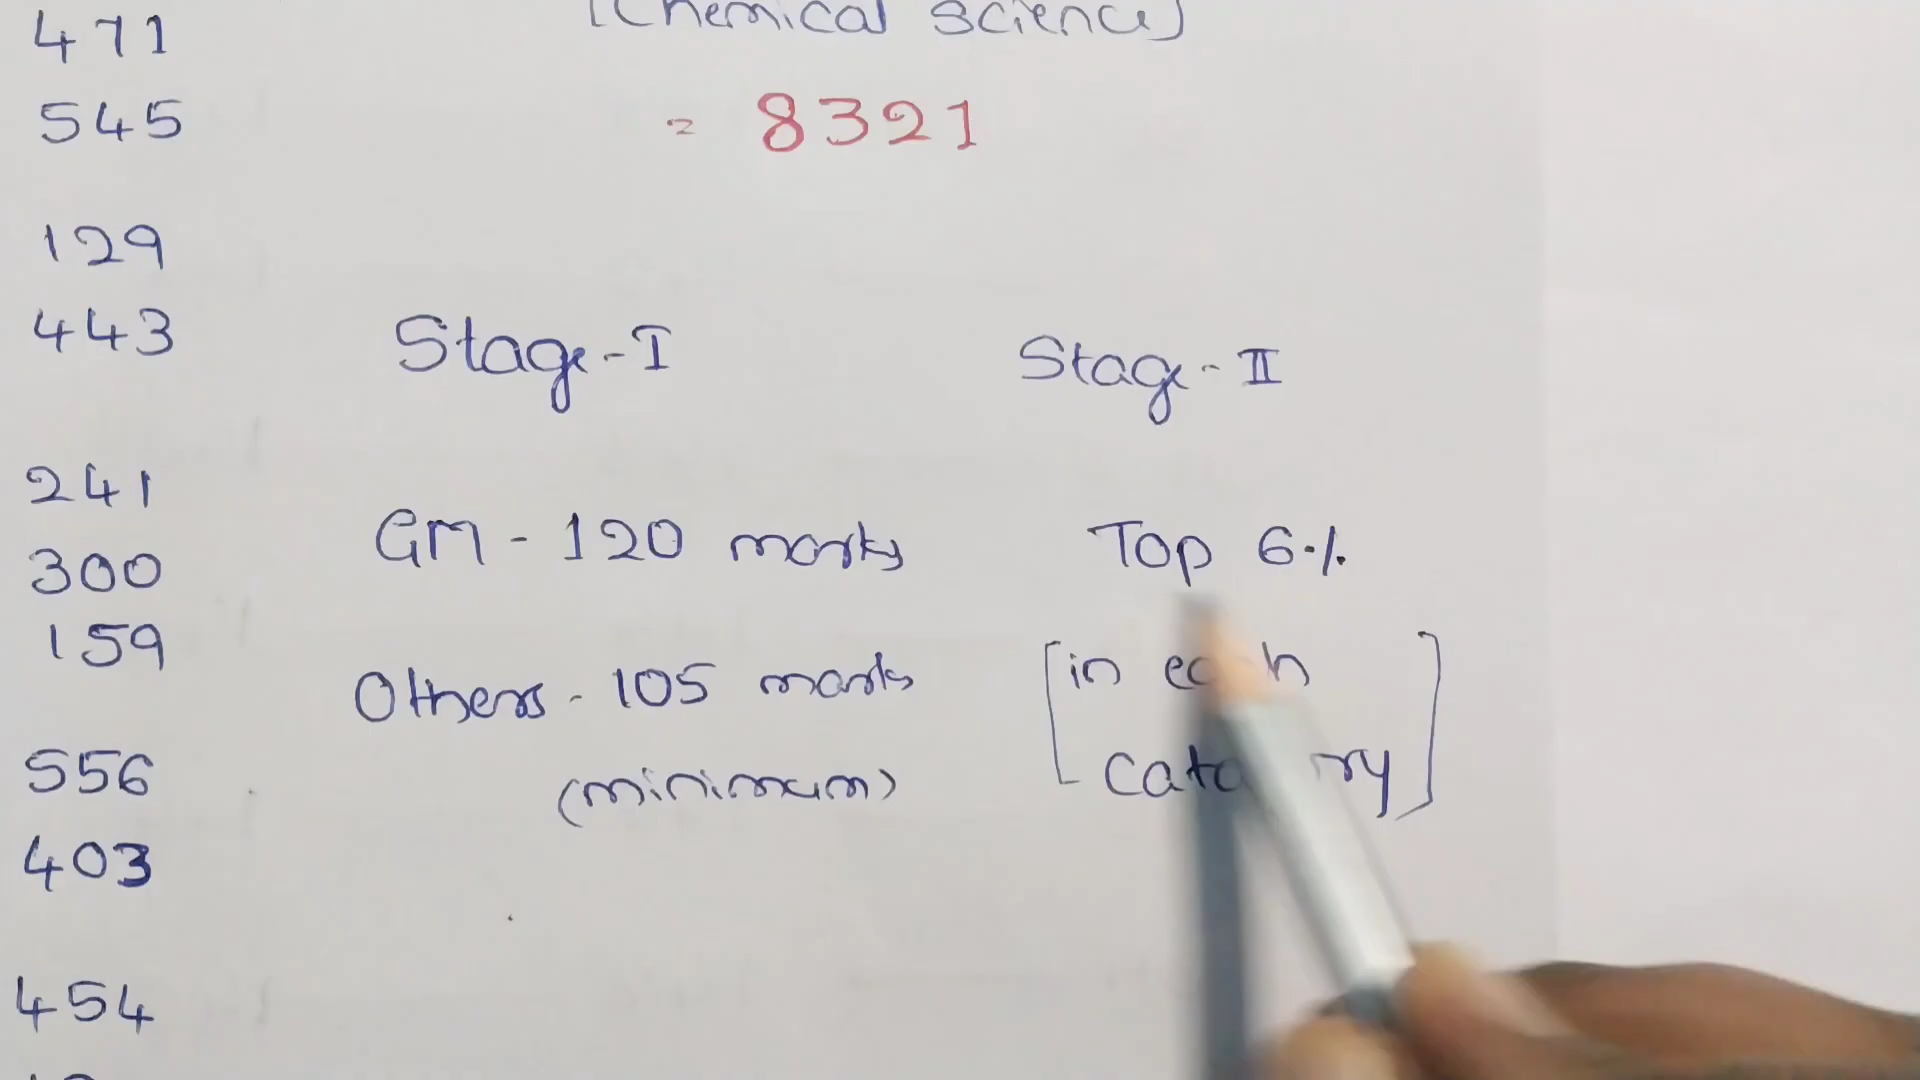 471
545
129
443
241
300
159
556
403
454
[Chemical Science]
= 8321
Stage-I
GM - 120 marks
Others - 105 marks
(minimum)
Stage-II
Top 6%
[in each
category]